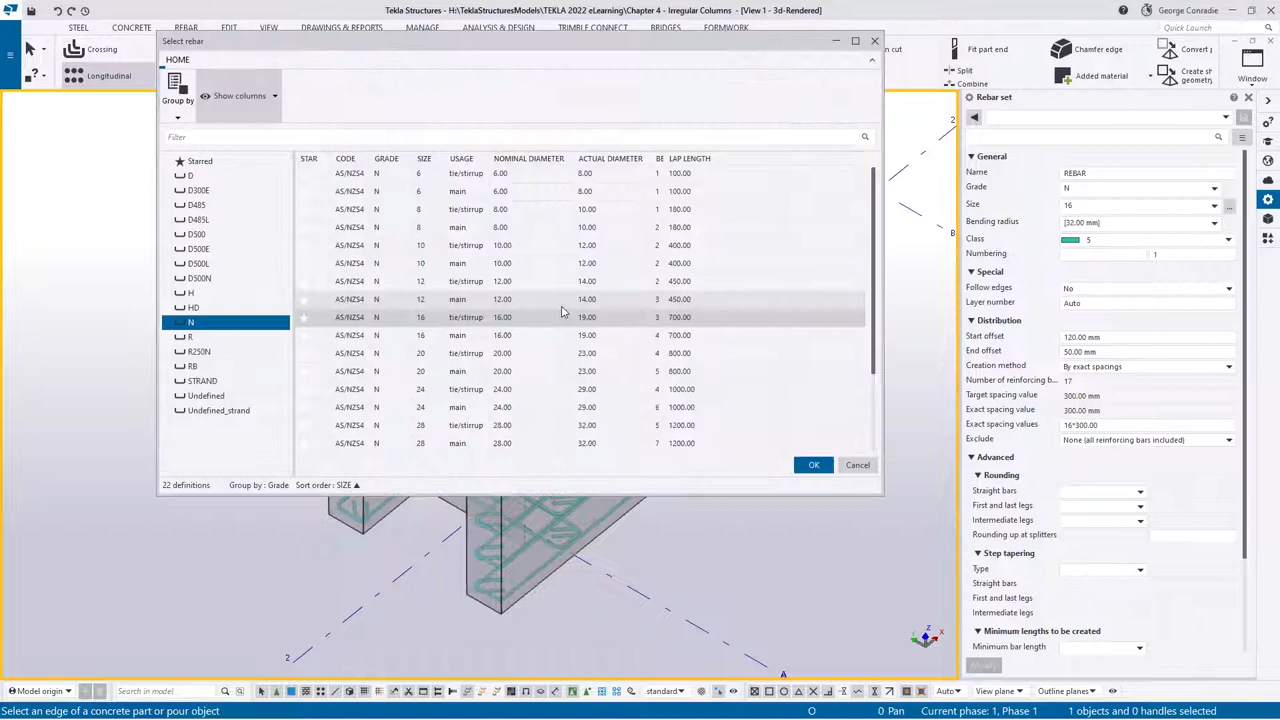 Tekla Structures - H:\TeklaStructuresModels\TEKLA 2022 eLearning\Chapter 4 - Irregular Columns - [View 1 - 3d-Rendered]
George Conradie
STEEL
REBAR
DRAWINGS & REPORTS
MANAGE
ANALYSIS & DESIGN
TRIMBLE CONNECT
BRIDGES
FORMWORK
Quick Launch
Crossing
Longitudinal
Fit part end
Split
Combine
Chamfer edge
Added material
Window
Select rebar
HOME
Group by
Show columns
Filter
STAR CODE GRADE SIZE USAGE NOMINAL DIAMETER ACTUAL DIAMETER BE LAP LENGTH
AS/NZS4 N 6 tie/stirrup 6.00 8.00 1 100.00
AS/NZS4 N 6 main 6.00 8.00 1 100.00
AS/NZS4 N 8 tie/stirrup 8.00 10.00 1 180.00
AS/NZS4 N 8 main 8.00 10.00 2 180.00
AS/NZS4 N 10 tie/stirrup 10.00 12.00 2 400.00
AS/NZS4 N 10 main 10.00 12.00 2 400.00
AS/NZS4 N 12 tie/stirrup 12.00 14.00 2 450.00
AS/NZS4 N 12 main 12.00 14.00 3 450.00
AS/NZS4 N 16 tie/stirrup 16.00 19.00 3 700.00
AS/NZS4 N 16 main 16.00 19.00 4 700.00
AS/NZS4 N 20 tie/stirrup 20.00 23.00 4 800.00
AS/NZS4 N 20 main 20.00 23.00 5 800.00
AS/NZS4 N 24 tie/stirrup 24.00 29.00 4 1000.00
AS/NZS4 N 24 main 24.00 29.00 6 1000.00
AS/NZS4 N 28 tie/stirrup 28.00 32.00 5 1200.00
AS/NZS4 N 28 main 28.00 32.00 7 1200.00
Starred
D
D300E
D485
D485L
D500
D500E
D500L
D500N
H
HD
N
R
R250N
RB
STRAND
Undefined
Undefined_strand
OK
Cancel
22 definitions Group by : Grade Sort order : SIZE
Rebar set
General
Name REBAR
Grade N
Size 16
Bending radius [32.00 mm]
Class 5
Numbering 1
Special
Follow edges No
Layer number Auto
Distribution
Start offset 120.00 mm
End offset 50.00 mm
Creation method By exact spacings
Number of reinforcing b... 17
Target spacing value 300.00 mm
Exact spacing value 300.00 mm
Exact spacing values 16*300.00
Exclude None (all reinforcing bars included)
Advanced
Rounding
Straight bars
First and last legs
Intermediate legs
Rounding up at splitters
Step tapering
Type
Straight bars
First and last legs
Intermediate legs
Minimum lengths to be created
Minimum bar length
Modify
2
B
2
A
Z
X
Model origin
Search in model
standard
Auto
View plane
Outline planes
Select an edge of a concrete part or pour object
O
0 Pan
Current phase: 1, Phase 1
1 objects and 0 handles selected